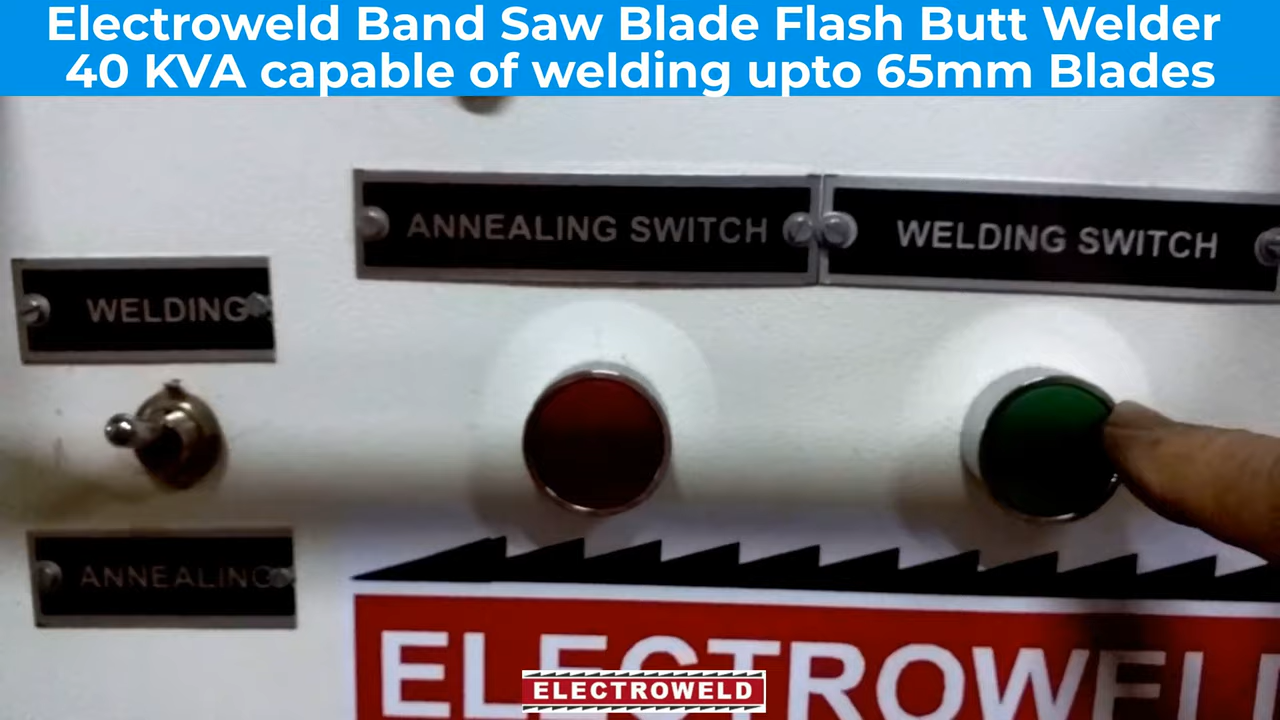 Electroweld Band Saw Blade Flash Butt Welder
40 KVA capable of welding upto 65mm Blades
ANNEALING SWITCH
WELDING SWITCH
WELDING
ANNEALING
ELECTROWEL
ELECTROWELD